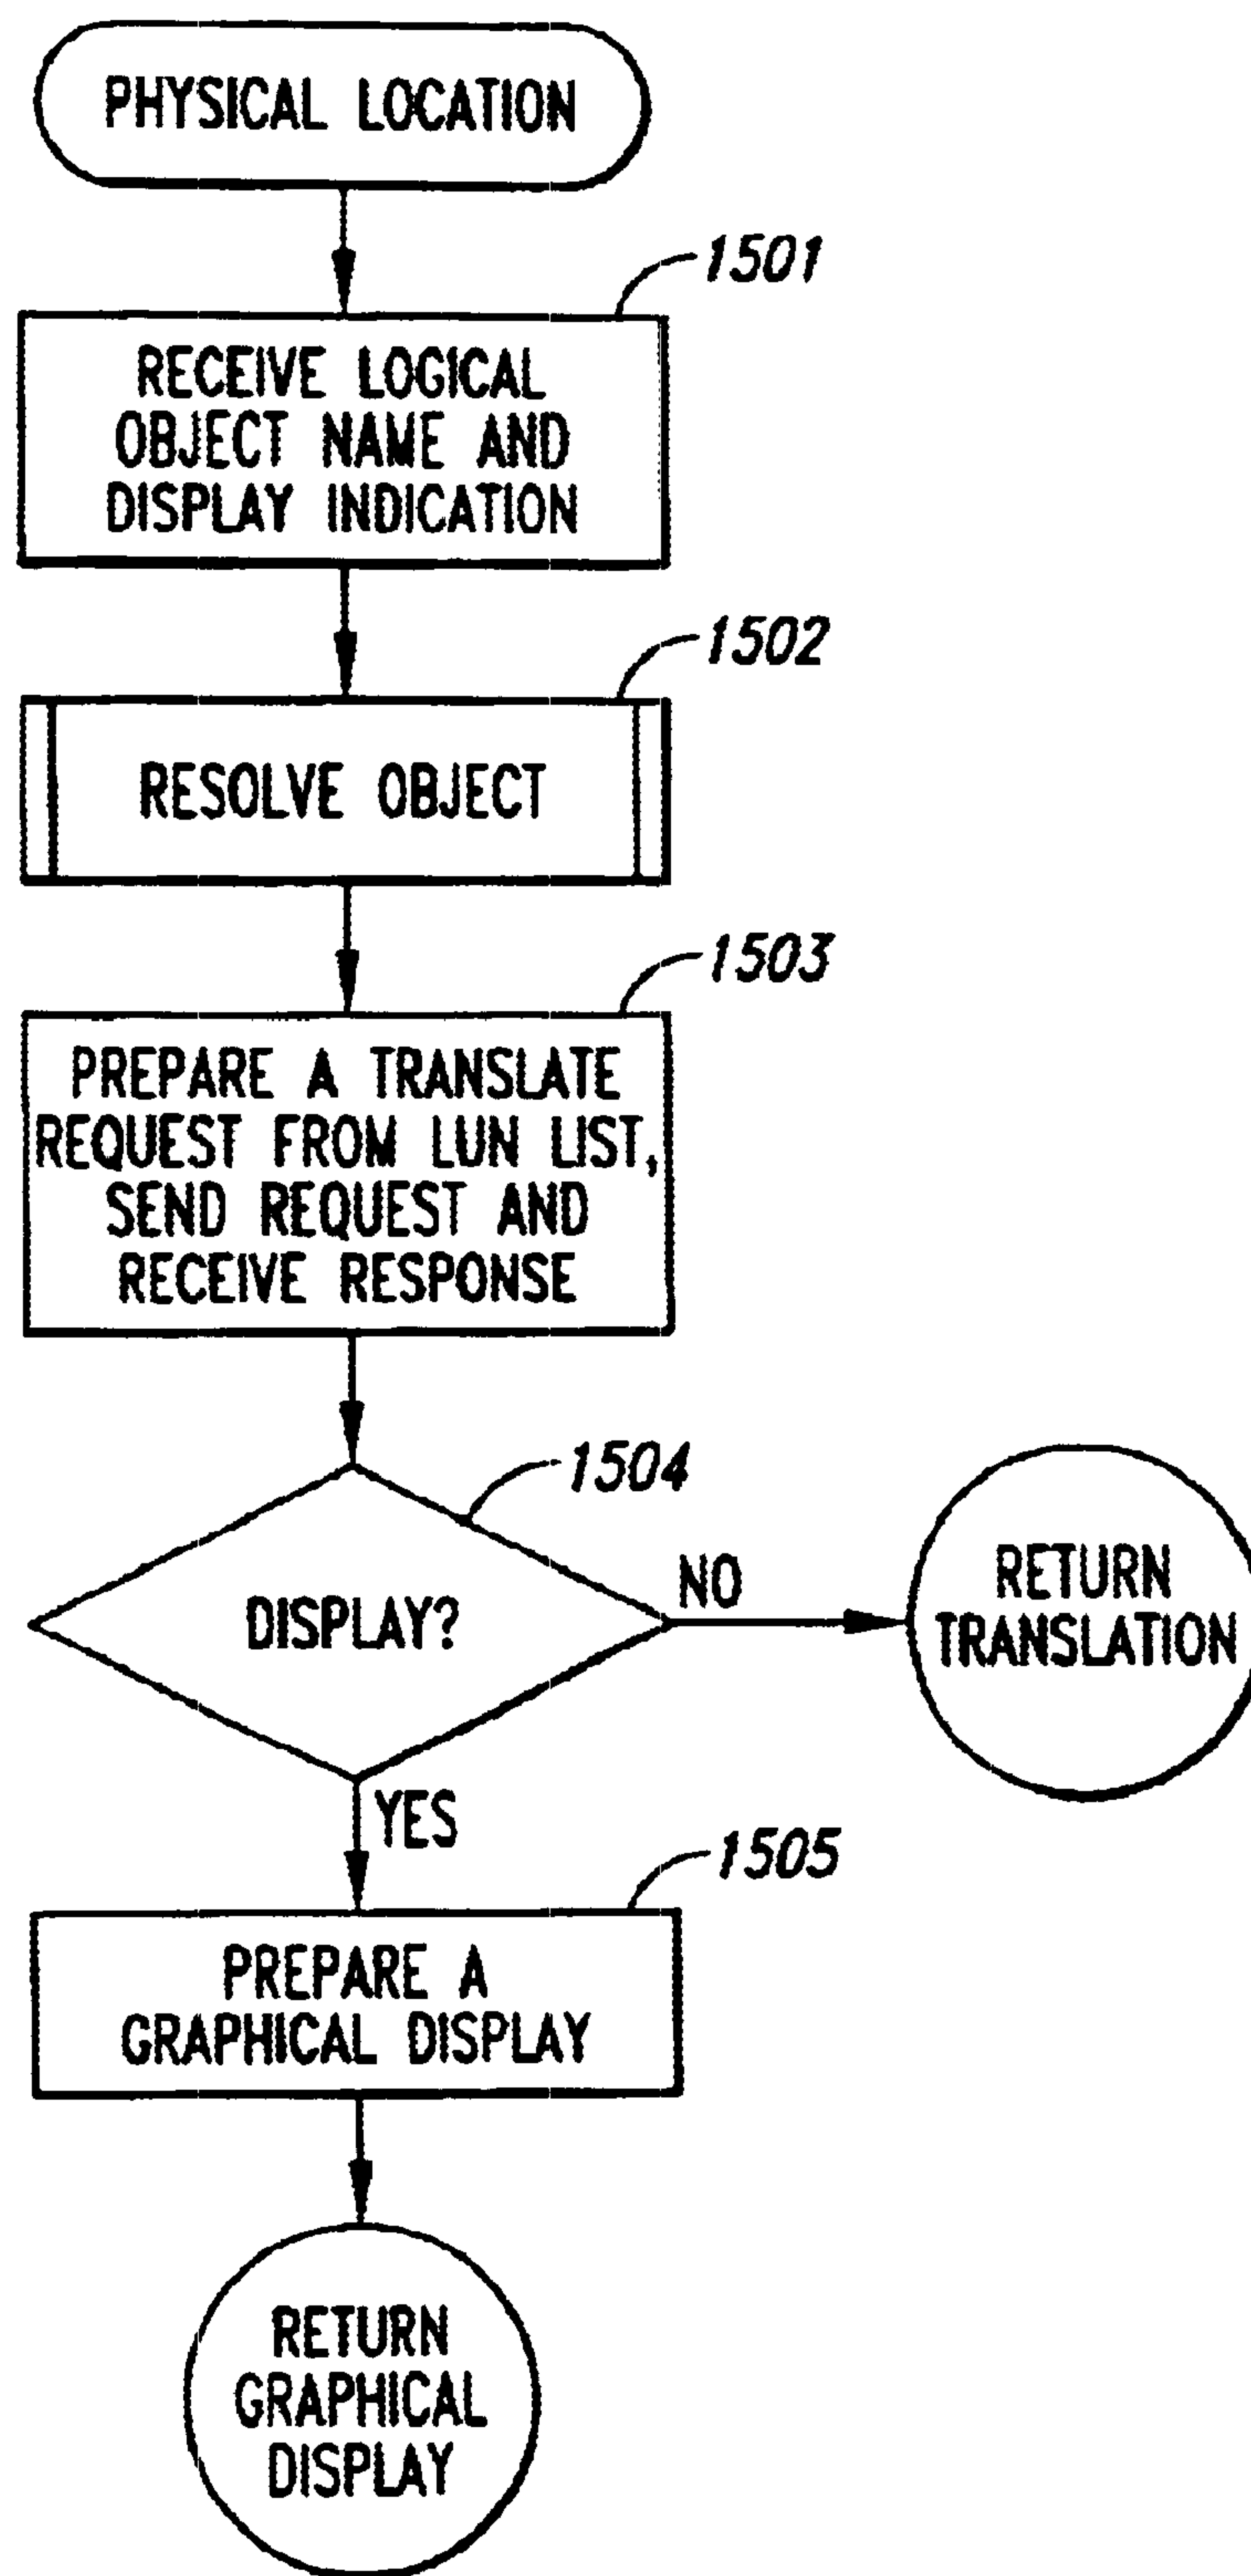 PHYSICAL LOCATION
1501
RECEIVE LOGICAL
OBJECT NAME AND
DISPLAY INDICATION
1502
RESOLVE OBJECT
1503
PREPARE A TRANSLATE
REQUEST FROM LUN LIST,
SEND REQUEST AND
RECEIVE RESPONSE
1504
DISPLAY?
NO
RETURN
TRANSLATION
YES
1505
PREPARE A
GRAPHICAL DISPLAY
RETURN
GRAPHICAL
DISPLAY